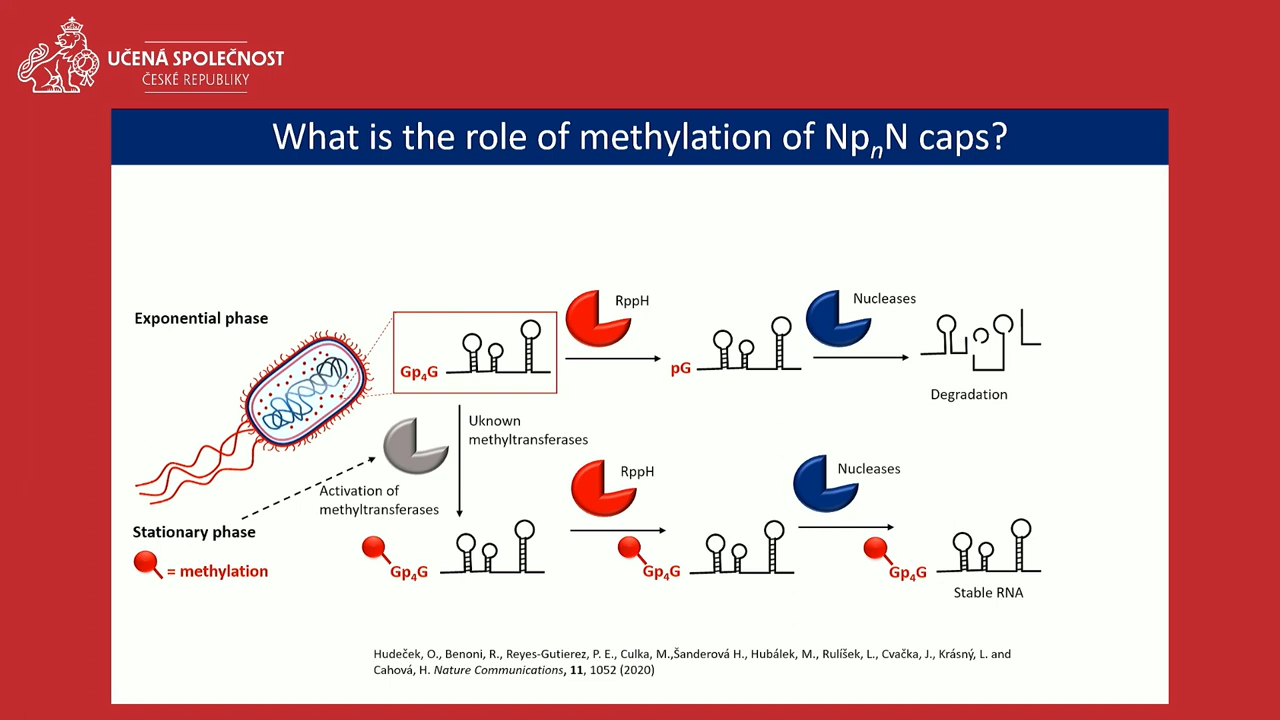 UČENÁ SPOLEČNOST
ČESKÉ REPUBLIKY
What is the role of methylation of NpnN caps?
Exponential phase
Gp4G
RppH
pG
Nucleases
Degradation
Uknown
methyltransferases
Activation of
methyltransferases
Stationary phase
= methylation
Gp4G
RppH
Gp4G
Nucleases
Gp4G
Stable RNA
Hudeček, O., Benoni, R., Reyes-Gutierez, P. E., Culka, M.,Šanderová H., Hubálek, M., Rulíšek, L., Cvačka, J., Krásný, L. and
Cahová, H. Nature Communications, 11, 1052 (2020)